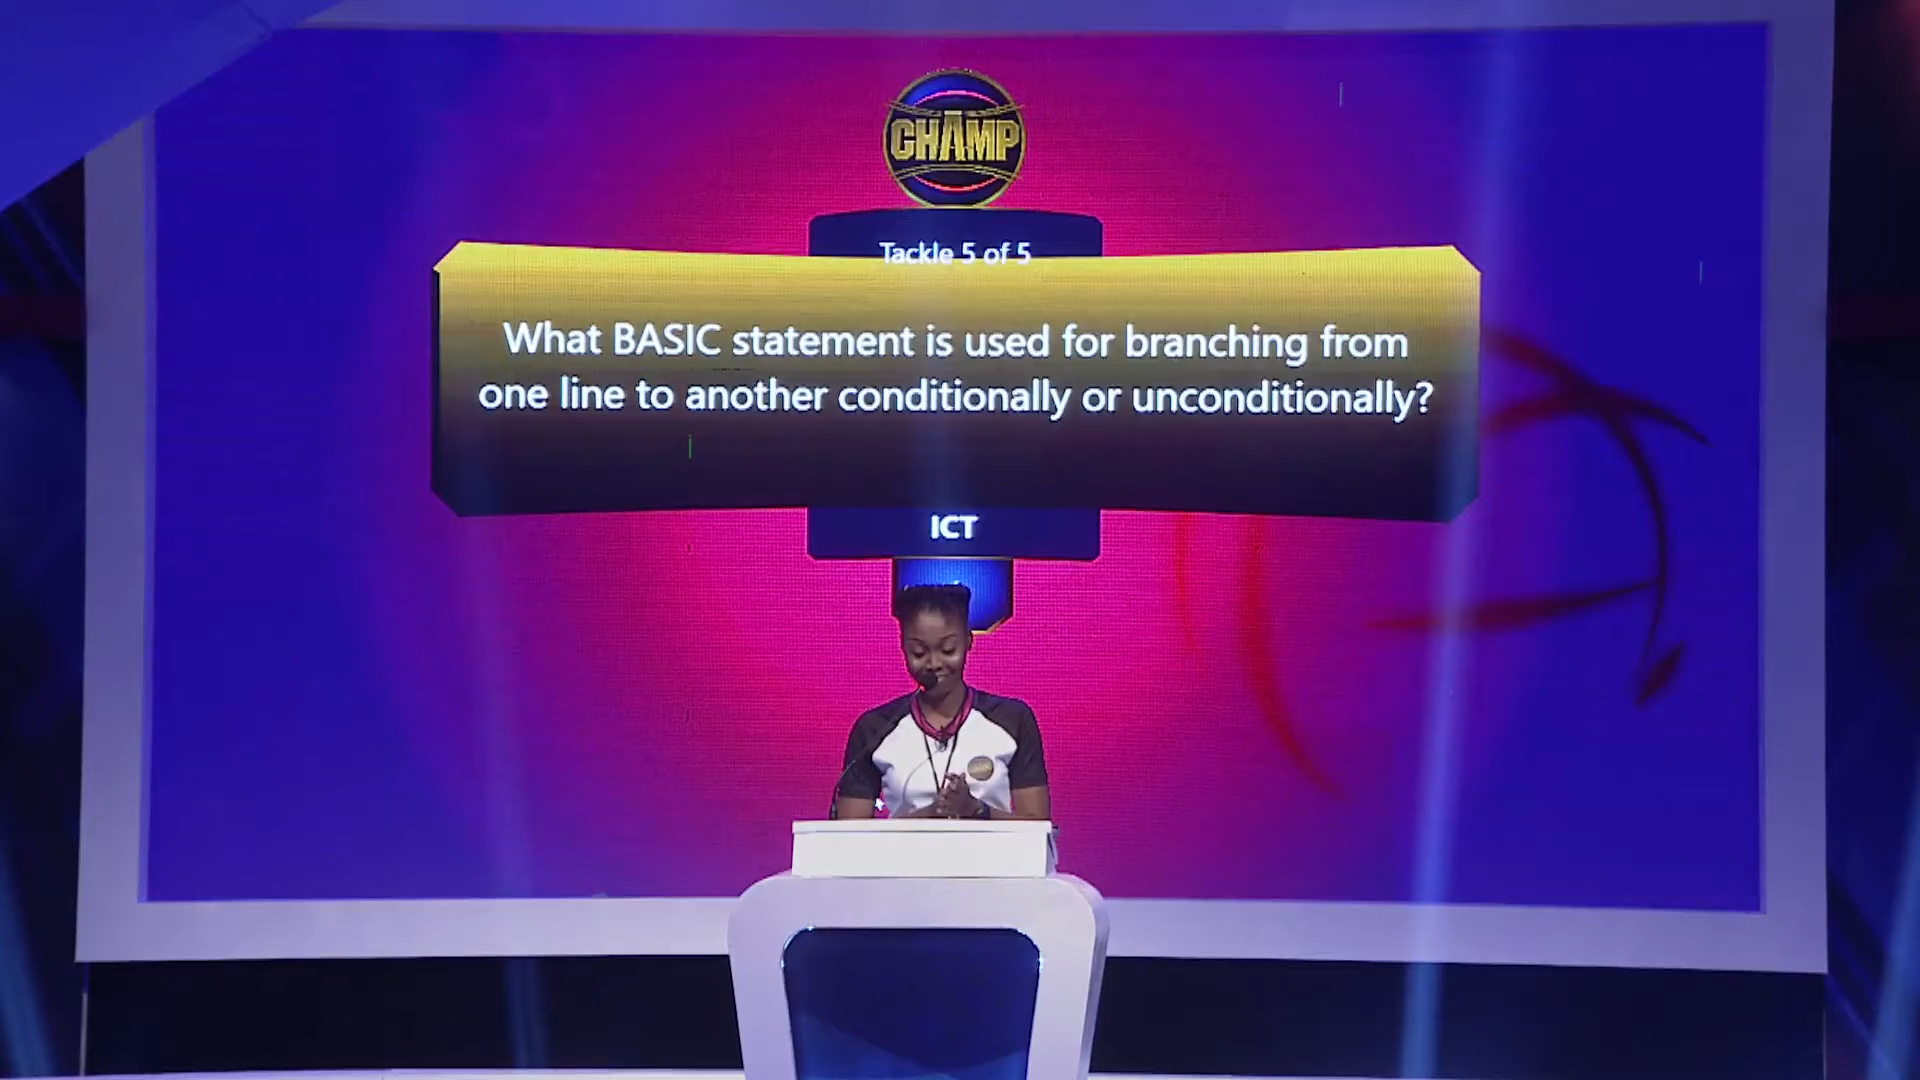 CHAMP
Tackle 5 of 5
What BASIC statement is used for branching from
one line to another conditionally or unconditionally?
ICT